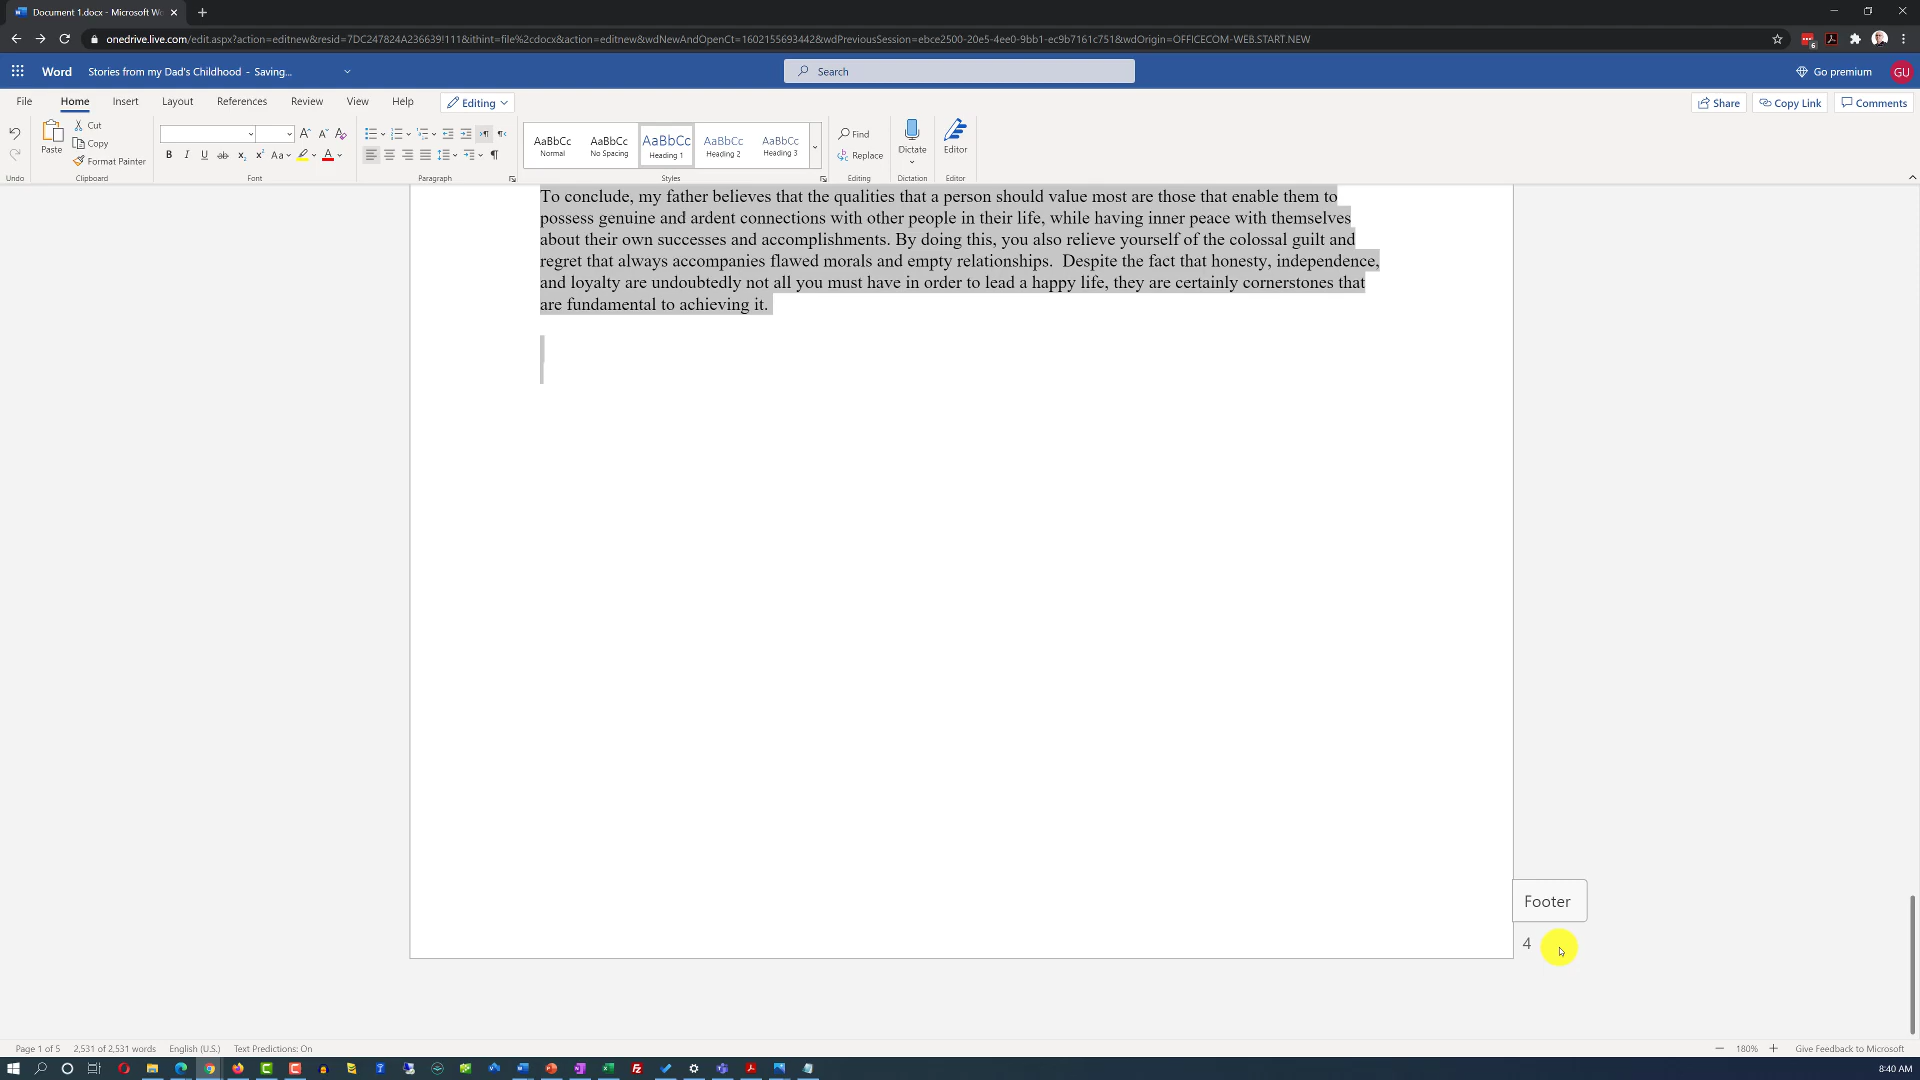 Document 1.docx - Microsoft Wo
onedrive.live.com/edit.aspx?action=editnew&resid=7DC247824A236639!111&ithint=file%2cdocx&action=editnew&wdNewAndOpenCt=1602155693442&wdPreviousSession=ebce2500-20e5-4ee0-9bb1-ec9b7161c751&wdOrigin=OFFICECOM-WEB.START.NEW
6
Word Stories from my Dad's Childhood - Saving... Search Go premium GU
File Home Insert Layout References Review View Help Editing Share Copy Link Comments
Paste Cut Copy Format Painter
B I U ab x₂ x² Aa A
AaBbCc AaBbCc AaBbCc AaBbCc AaBbCc
Normal No Spacing Heading 1 Heading 2 Heading 3
Find Replace Dictate Editor
Undo Clipboard Font Paragraph Styles Editing Dictation Editor
To conclude, my father believes that the qualities that a person should value most are those that enable them to
possess genuine and ardent connections with other people in their life, while having inner peace with themselves
about their own successes and accomplishments. By doing this, you also relieve yourself of the colossal guilt and
regret that always accompanies flawed morals and empty relationships.  Despite the fact that honesty, independence,
and loyalty are undoubtedly not all you must have in order to lead a happy life, they are certainly cornerstones that
are fundamental to achieving it.
Footer
4
Page 1 of 5 2,531 of 2,531 words English (U.S.) Text Predictions: On 180% Give Feedback to Microsoft
8:40 AM